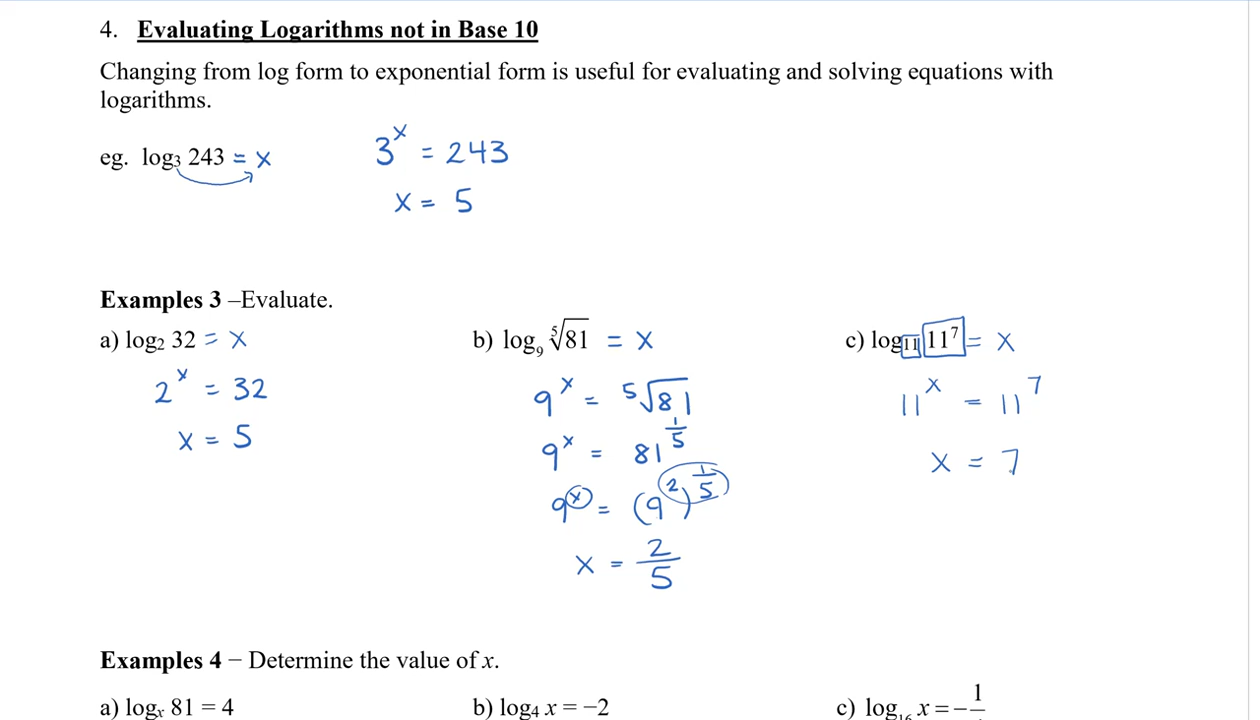 4. Evaluating Logarithms not in Base 10
Changing from log form to exponential form is useful for evaluating and solving equations with
logarithms.
eg. log₃ 243 = x
3ˣ = 243
x = 5
Examples 3 –Evaluate.
a) log₂ 32 = x
2ˣ = 32
x = 5
b) log₉ ⁵√81 = x
9ˣ = ⁵√81
9ˣ = 81^(1/5)
9ˣ = (9²)^(1/5)
x = 2/5
c) log₁₁ 11⁷ = x
11ˣ = 11⁷
x = 7
Examples 4 − Determine the value of x.
a) logₓ 81 = 4
b) log₄ x = −2
c) log₁₆ x = − 1